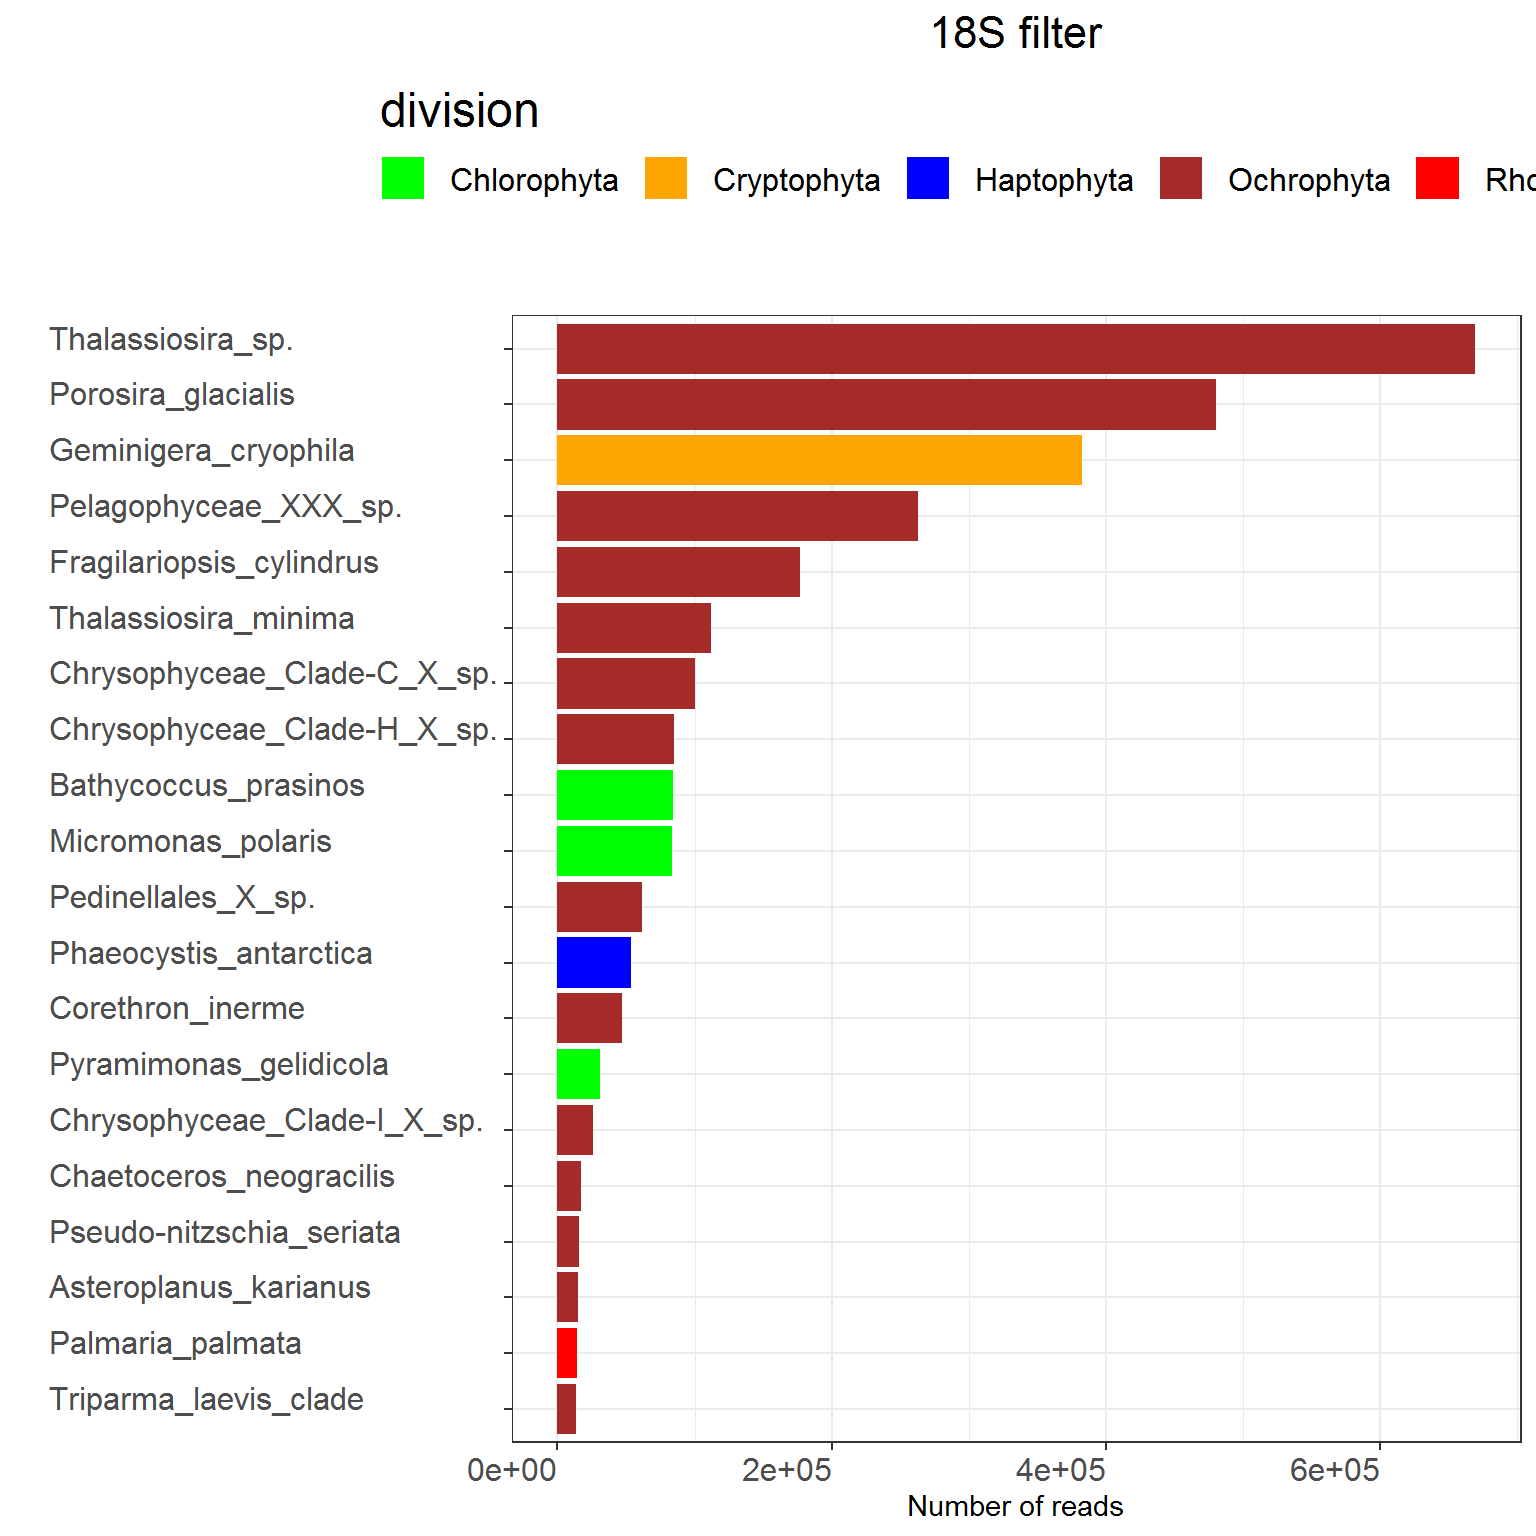 18S filter
division
Chlorophyta Cryptophyta Haptophyta Ochrophyta
Thalassiosira_sp.
Porosira_glacialis
Geminigera_cryophila
Pelagophyceae_XXX_sp.
Fragilariopsis_cylindrus
Thalassiosira_minima
Chrysophyceae_Clade-C_X_sp.
Chrysophyceae_Clade-H_X_sp.
Bathycoccus_prasinos
Micromonas_polaris
Pedinellales_X_sp.
Phaeocystis_antarctica
Corethron_inerme
Pyramimonas_gelidicola
Chrysophyceae_Clade-I_X_sp.
Chaetoceros_neogracilis
Pseudo-nitzschia_seriata
Asteroplanus_karianus
Palmaria_palmata
Triparma_laevis_clade
0e+00 2e+05 4e+05 6e+05
Number of reads